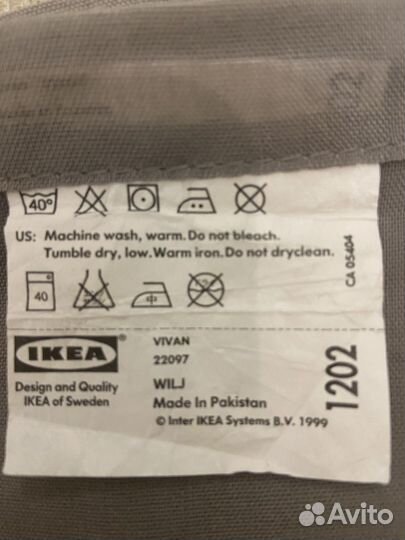 40°
US: Machine wash, warm. Do not bleach.
Tumble dry, low. Warm iron. Do not dryclean.
CA 05404
40
IKEA®
Design and Quality
IKEA of Sweden
VIVAN
22097
WILJ
Made In Pakistan
© Inter IKEA Systems B.V. 1999
1202
Avito